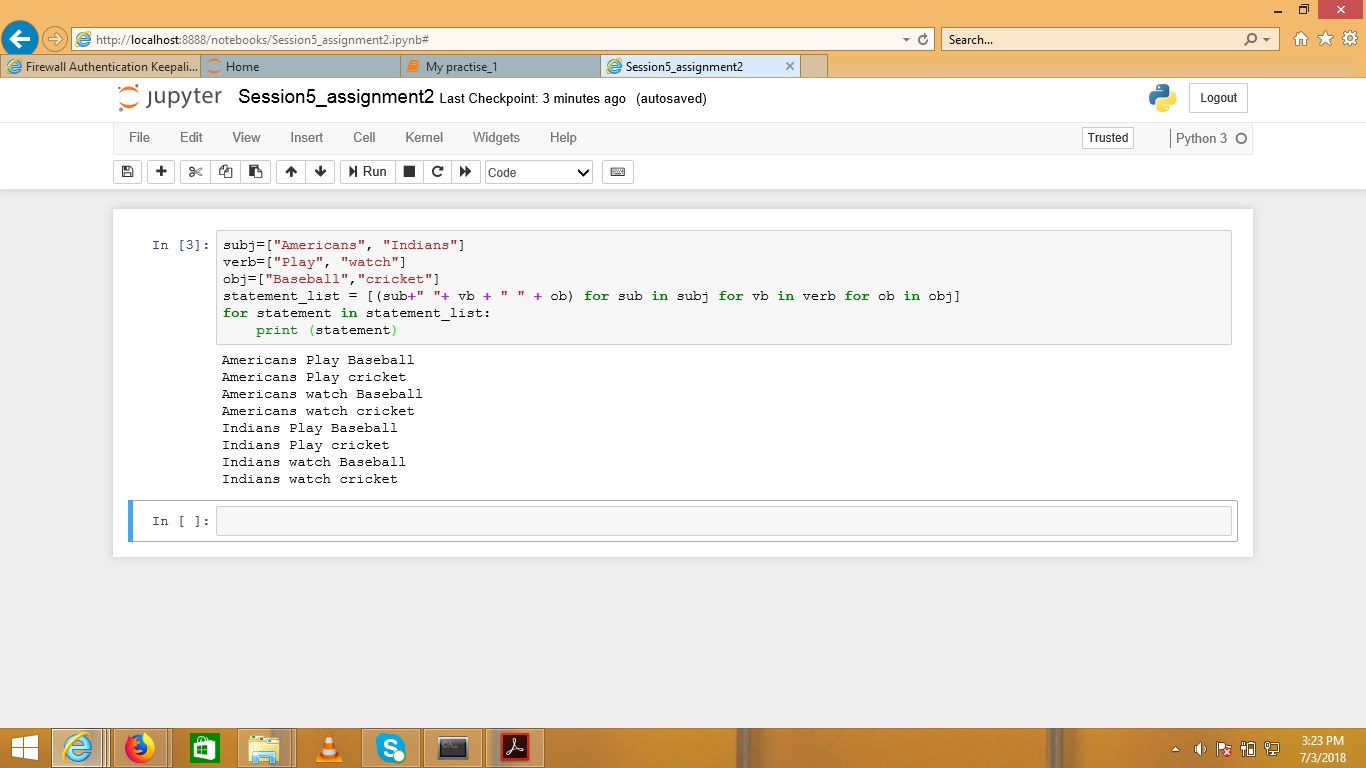 http://localhost:8888/notebooks/Session5_assignment2.ipynb#
Search...
Firewall Authentication Keepali...
Home
My practise_1
Session5_assignment2
jupyter Session5_assignment2 Last Checkpoint: 3 minutes ago (autosaved)
Logout
File Edit View Insert Cell Kernel Widgets Help
Trusted
Python 3
Run
Code
In [3]:
subj=["Americans", "Indians"]
verb=["Play", "watch"]
obj=["Baseball","cricket"]
statement_list = [(sub+" "+ vb + " " + ob) for sub in subj for vb in verb for ob in obj]
for statement in statement_list:
    print (statement)
Americans Play Baseball
Americans Play cricket
Americans watch Baseball
Americans watch cricket
Indians Play Baseball
Indians Play cricket
Indians watch Baseball
Indians watch cricket
In [ ]:
3:23 PM
7/3/2018